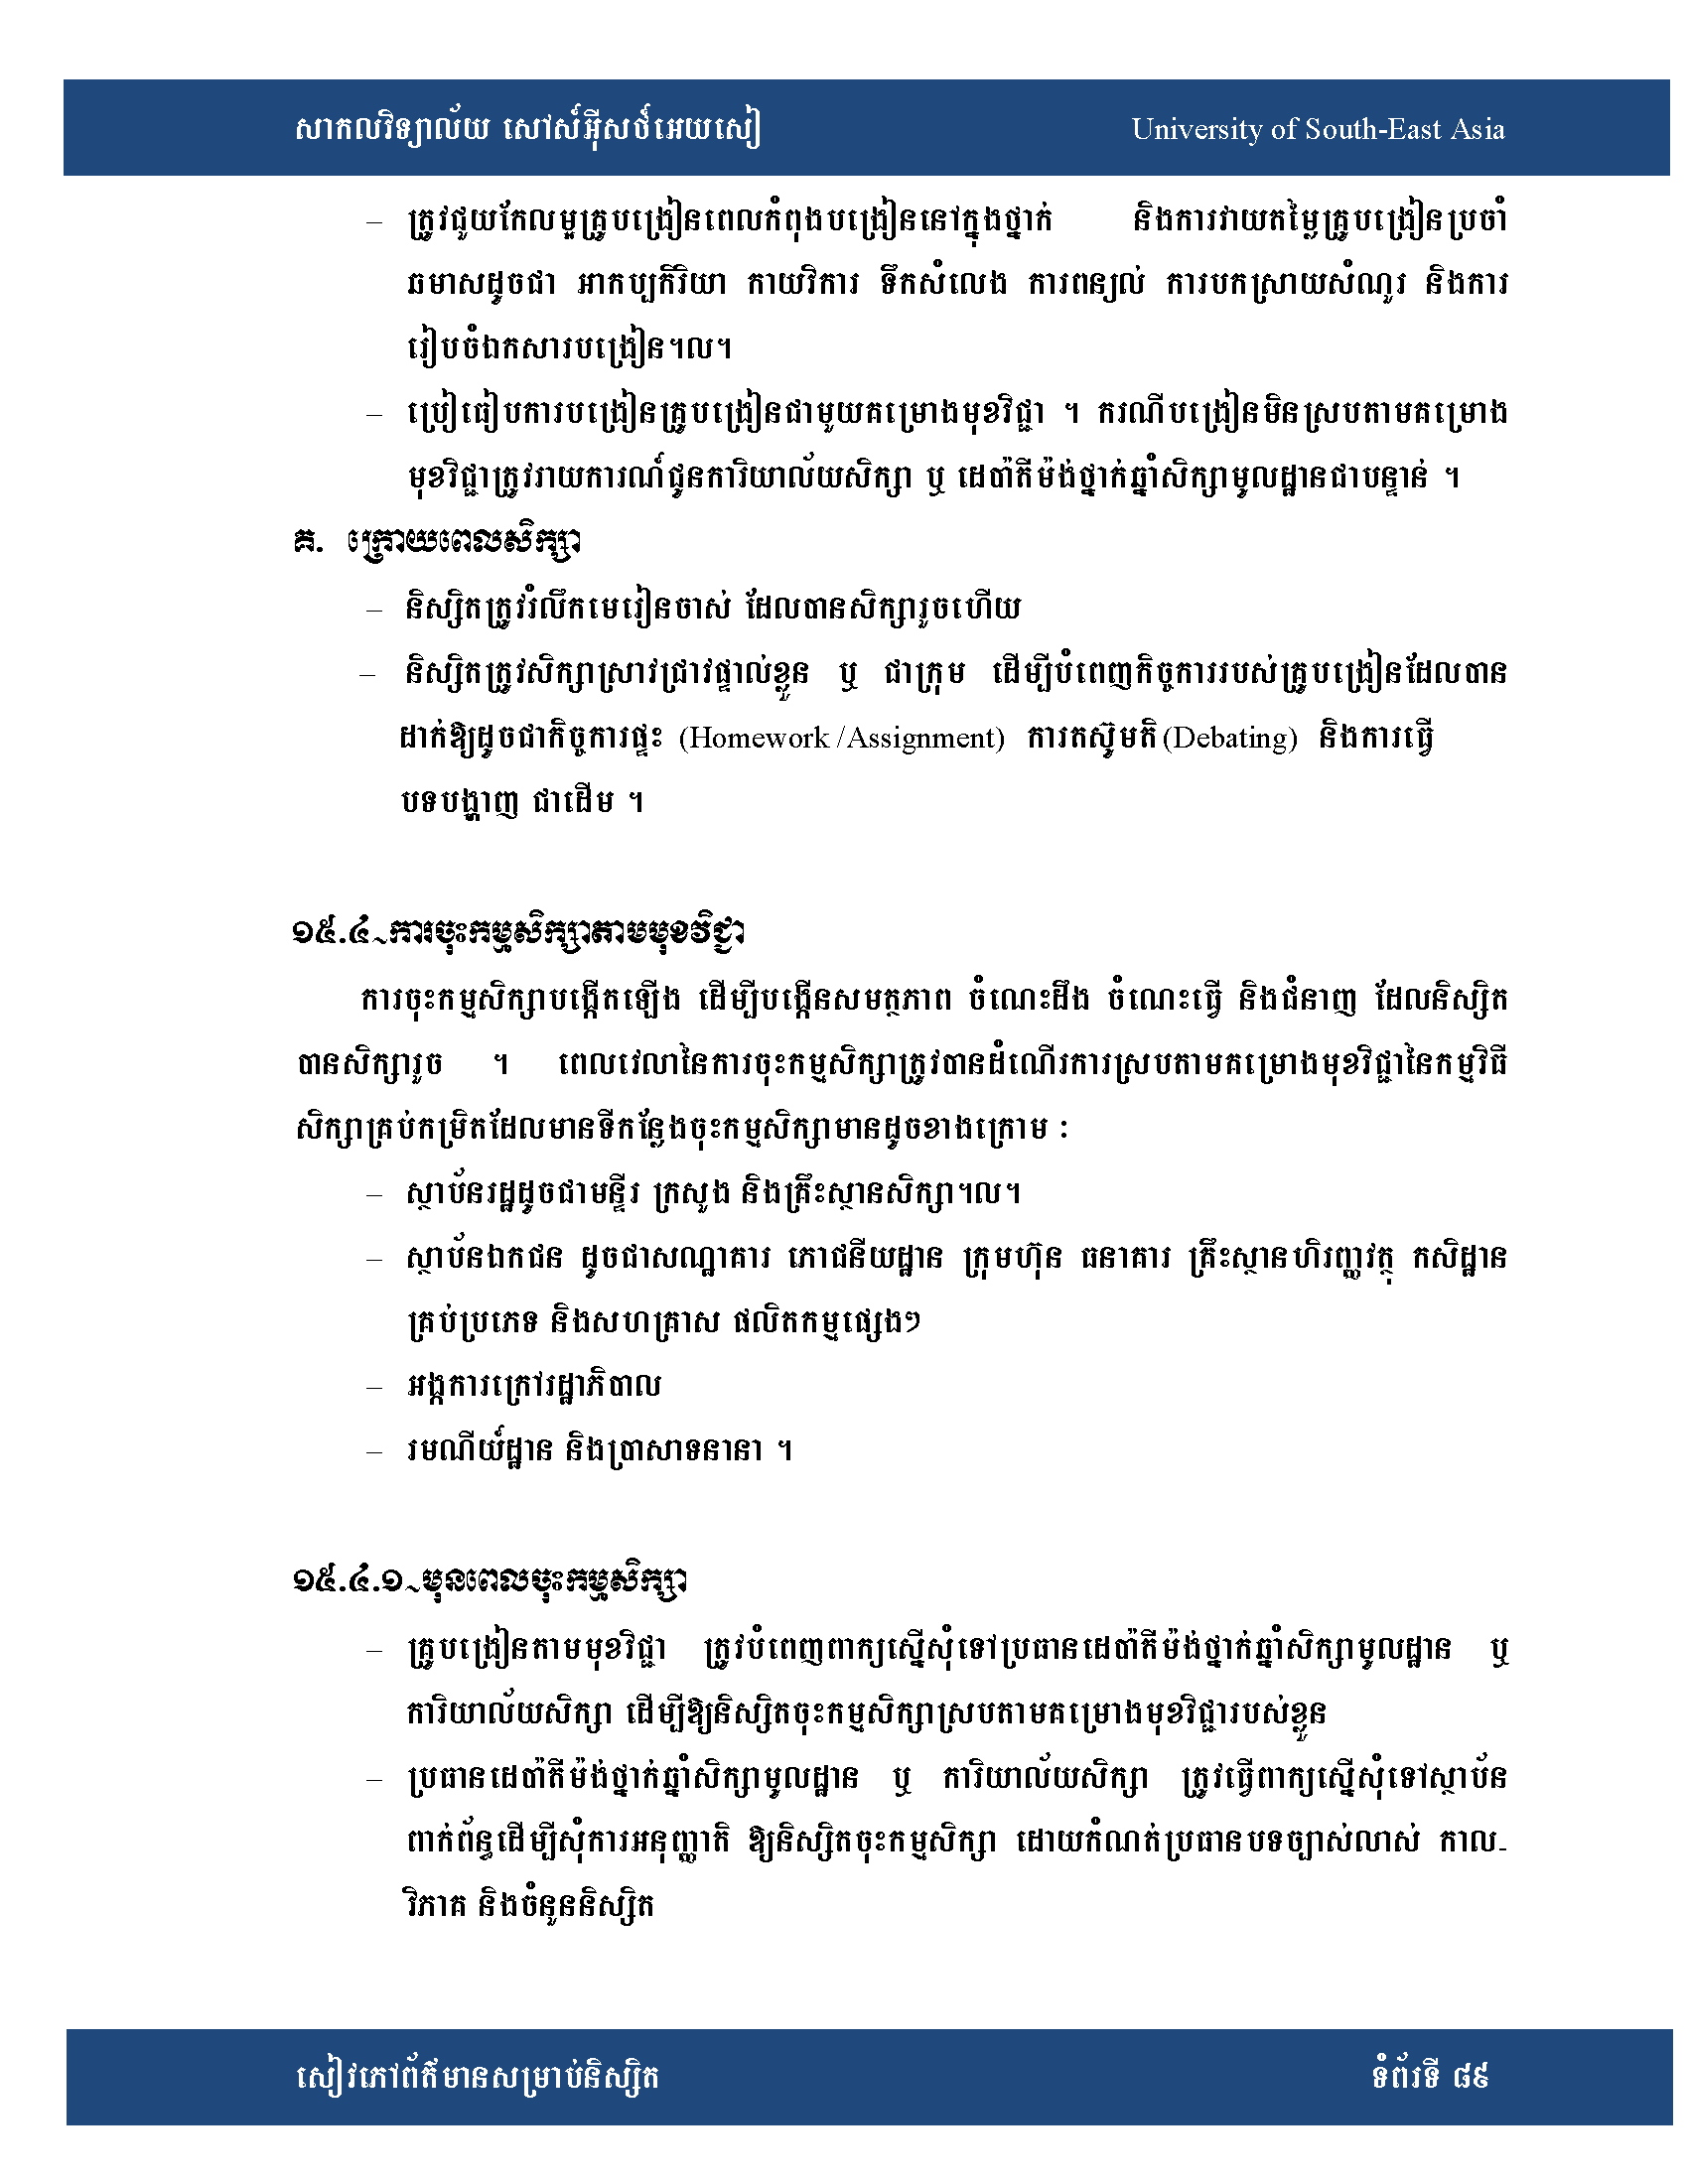 សាកលវិទ្យាល័យ សៅស៍អ៊ីសថ៍អេយសៀ University of South-East Asia
– ត្រូវជួយកែលម្អគ្រូបង្រៀនពេលកំពុងបង្រៀននៅក្នុងថ្នាក់ និងការវាយតម្លៃគ្រូបង្រៀនប្រចាំ
ឆមាសដូចជា អាកប្បកិរិយា កាយវិការ ទឹកសំលេង ការពន្យល់ ការបកស្រាយសំណួរ និងការ
រៀបចំឯកសារបង្រៀន។ល។
– ប្រៀធៀបការបង្រៀនគ្រូបង្រៀនជាមួយគម្រោងមុខវិជ្ជា ។ ករណីបង្រៀនមិនស្របតាមគម្រោង
មុខវិជ្ជាត្រូវរាយការណ៍ជូនការិយាល័យសិក្សា ឬ ដេប៉ាតឺម៉ង់ថ្នាក់ឆ្នាំសិក្សាមូលដ្ឋានជាបន្ទាន់ ។
គ. ក្រោយពេលសិក្សា
– និស្សិតត្រូវរំលឹកមេរៀនចាស់ ដែលបានសិក្សារួចហើយ
– និស្សិតត្រូវសិក្សាស្រាវជ្រាវផ្ទាល់ខ្លួន ឬ ជាក្រុម ដើម្បីបំពេញកិច្ចការរបស់គ្រូបង្រៀនដែលបាន
ដាក់ឱ្យដូចជាកិច្ចការផ្ទះ (Homework /Assignment) ការតស៊ូមតិ (Debating) និងការធ្វើ
បទបង្ហាញ ជាដើម ។
១៥.៤~ការចុះកម្មសិក្សាតាមមុខវិជ្ជា
ការចុះកម្មសិក្សាបង្កើតឡើង ដើម្បីបង្កើនសមត្ថភាព ចំណេះដឹង ចំណេះធ្វើ និងជំនាញ ដែលនិស្សិត
បានសិក្សារួច ។ ពេលវេលានៃការចុះកម្មសិក្សាត្រូវបានដំណើរការស្របតាមគម្រោងមុខវិជ្ជានៃកម្មវិធី
សិក្សាគ្រប់កម្រិតដែលមានទីកន្លែងចុះកម្មសិក្សាមានដូចខាងក្រោម :
– ស្ថាប័នរដ្ឋដូចជាមន្ទីរ ក្រសួង និងគ្រឹះស្ថានសិក្សា។ល។
– ស្ថាប័នឯកជន ដូចជាសណ្ឋាគារ ភោជនីយដ្ឋាន ក្រុមហ៊ុន ធនាគារ គ្រឹះស្ថានហិរញ្ញវត្ថុ កសិដ្ឋាន
គ្រប់ប្រភេទ និងសហគ្រាស ផលិតកម្មផ្សេងៗ
– អង្កការក្រៅរដ្ឋាភិបាល
– រមណីយ៍ដ្ឋាន និងប្រាសាទនានា ។
១៥.៤.១~មុនពេលចុះកម្មសិក្សា
– គ្រូបង្រៀនតាមមុខវិជ្ជា ត្រូវបំពេញពាក្យស្នើសុំទៅប្រធានដេប៉ាតឺម៉ង់ថ្នាក់ឆ្នាំសិក្សាមូលដ្ឋាន ឬ
ការិយាល័យសិក្សា ដើម្បីឱ្យនិស្សិតចុះកម្មសិក្សាស្របតាមគម្រោងមុខវិជ្ជារបស់ខ្លួន
– ប្រធានដេប៉ាតឺម៉ង់ថ្នាក់ឆ្នាំសិក្សាមូលដ្ឋាន ឬ ការិយាល័យសិក្សា ត្រូវធ្វើពាក្យស្នើសុំទៅស្ថាប័ន
ពាក់ព័ន្ធដើម្បីសុំការអនុញ្ញាតិ ឱ្យនិស្សិតចុះកម្មសិក្សា ដោយកំណត់ប្រធានបទច្បាស់លាស់ កាល-
វិភាគ និងចំនួននិស្សិត
សៀវភៅព័ត៌មានសម្រាប់និស្សិត ទំព័រទី ៨៩